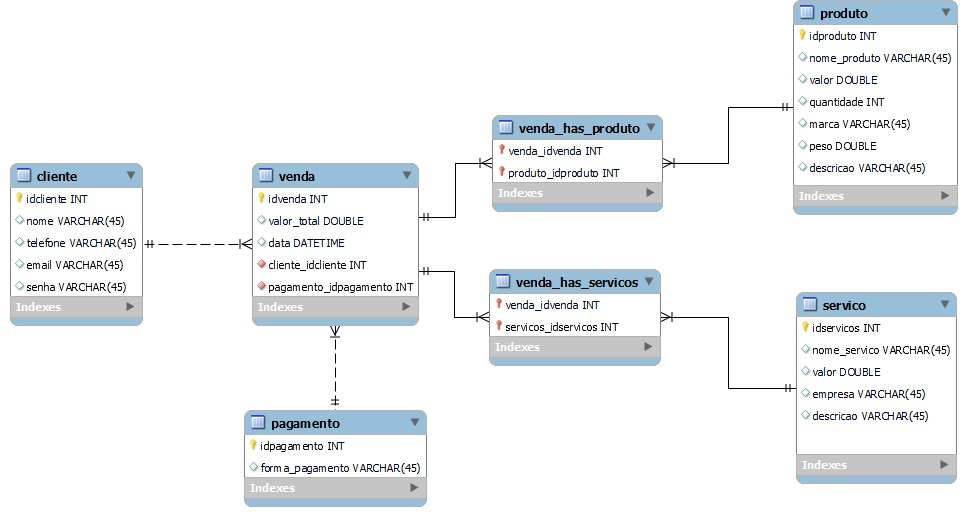 cliente
idcliente INT
nome VARCHAR(45)
telefone VARCHAR(45)
email VARCHAR(45)
senha VARCHAR(45)
Indexes
venda
idvenda INT
valor_total DOUBLE
data DATETIME
cliente_idcliente INT
pagamento_idpagamento INT
Indexes
pagamento
idpagamento INT
forma_pagamento VARCHAR(45)
Indexes
venda_has_produto
venda_idvenda INT
produto_idproduto INT
Indexes
venda_has_servicos
venda_idvenda INT
servicos_idservicos INT
Indexes
produto
idproduto INT
nome_produto VARCHAR(45)
valor DOUBLE
quantidade INT
marca VARCHAR(45)
peso DOUBLE
descricao VARCHAR(45)
Indexes
servico
idservicos INT
nome_servico VARCHAR(45)
valor DOUBLE
empresa VARCHAR(45)
descricao VARCHAR(45)
Indexes